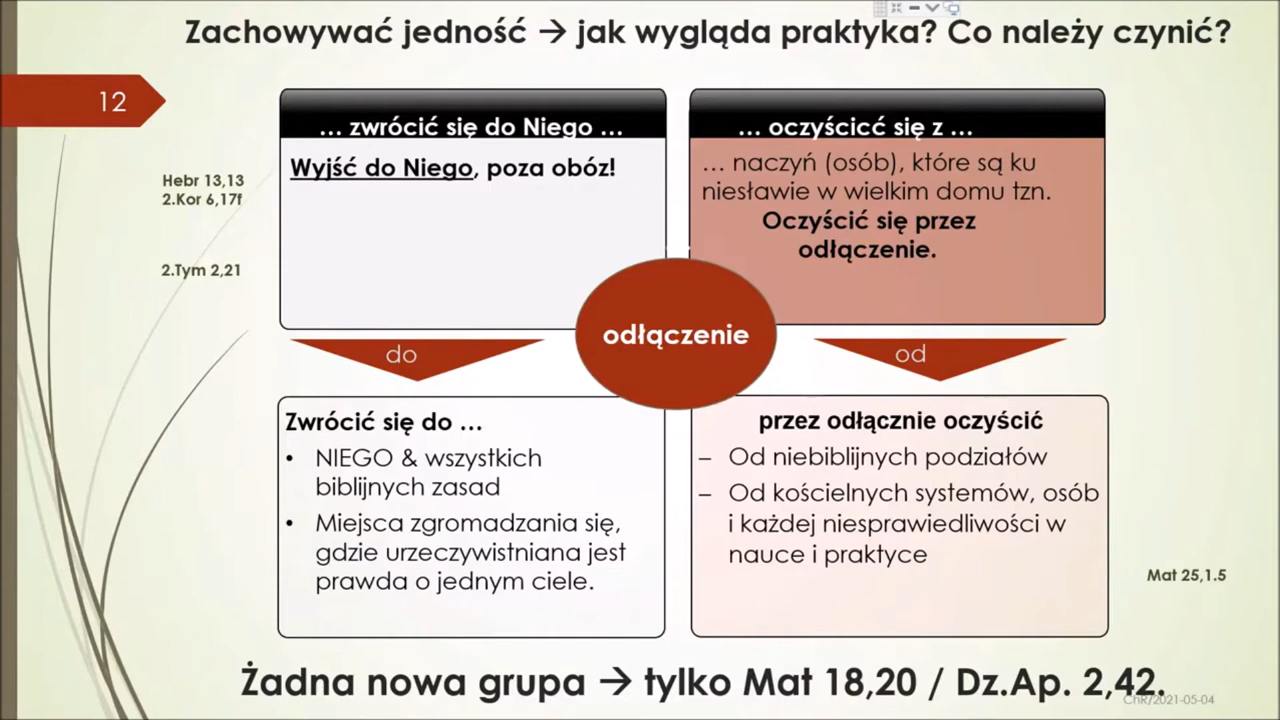 Zachowywać jedność → jak wygląda praktyka? Co należy czynić?
12
… zwrócić się do Niego …
Wyjść do Niego, poza obóz!
Hebr 13,13
2.Kor 6,17f
2.Tym 2,21
… oczyścicć się z …
… naczyń (osób), które są ku
niesławie w wielkim domu tzn.
Oczyścić się przez
odłączenie.
odłączenie
do
od
Zwrócić się do …
• NIEGO & wszystkich
biblijnych zasad
• Miejsca zgromadzania się,
gdzie urzeczywistniana jest
prawda o jednym ciele.
przez odłącznie oczyścić
– Od niebiblijnych podziałów
– Od kościelnych systemów, osób
i każdej niesprawiedliwości w
nauce i praktyce
Mat 25,1.5
Żadna nowa grupa → tylko Mat 18,20 / Dz.Ap. 2,42.
ChR/2021-05-04